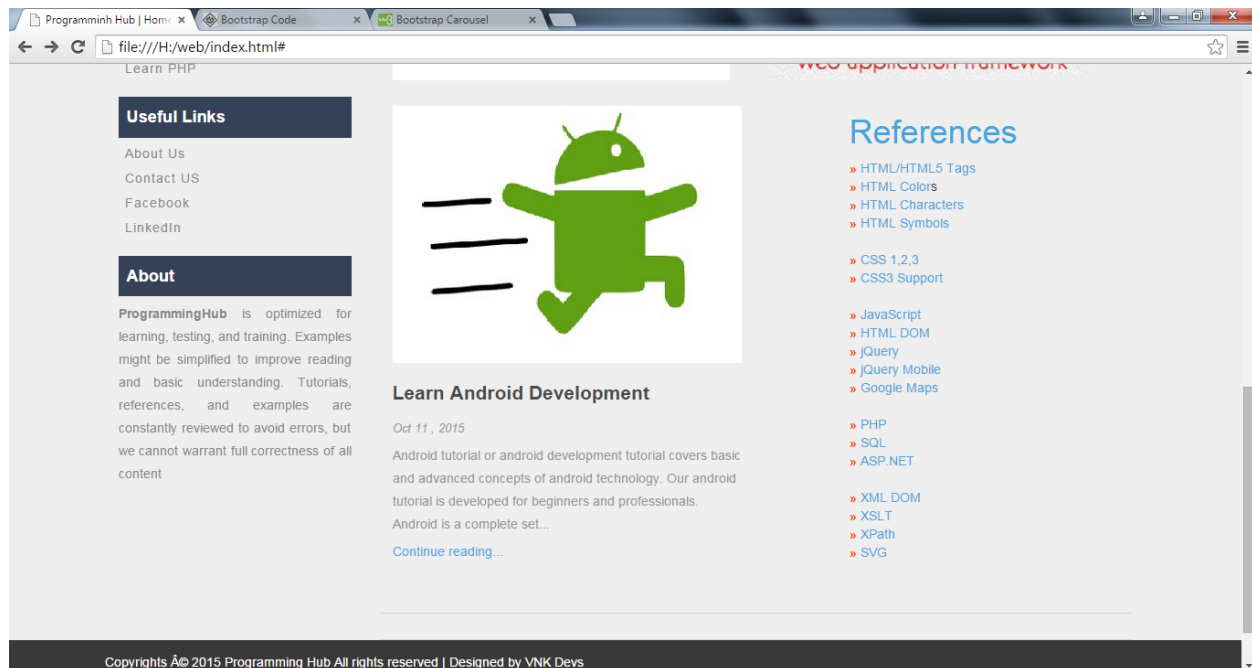 Programminh Hub | Home
Bootstrap Code
Bootstrap Carousel
file:///H:/web/index.html#
Learn PHP
Useful Links
About Us
Contact US
Facebook
LinkedIn
About
ProgrammingHub is optimized for
learning, testing, and training. Examples
might be simplified to improve reading
and basic understanding. Tutorials,
references, and examples are
constantly reviewed to avoid errors, but
we cannot warrant full correctness of all
content
Learn Android Development
Oct 11 , 2015
Android tutorial or android development tutorial covers basic
and advanced concepts of android technology. Our android
tutorial is developed for beginners and professionals.
Android is a complete set...
Continue reading...
web application framework
References
» HTML/HTML5 Tags
» HTML Colors
» HTML Characters
» HTML Symbols
» CSS 1,2,3
» CSS3 Support
» JavaScript
» HTML DOM
» jQuery
» jQuery Mobile
» Google Maps
» PHP
» SQL
» ASP.NET
» XML DOM
» XSLT
» XPath
» SVG
Copyrights Â© 2015 Programming Hub All rights reserved | Designed by VNK Devs